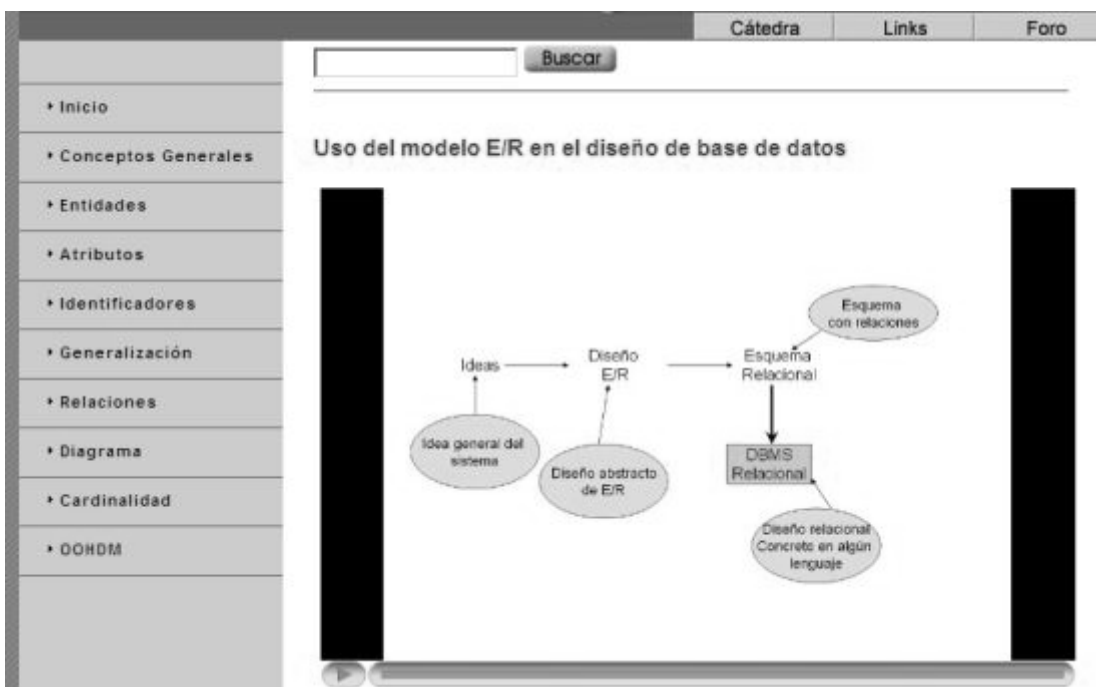 Cátedra
Links
Foro
Buscar
Inicio
Conceptos Generales
Entidades
Atributos
Identificadores
Generalización
Relaciones
Diagrama
Cardinalidad
OOHDM
Uso del modelo E/R en el diseño de base de datos
Esquema
con relaciones
Ideas
Diseño
E/R
Esquema
Relacional
Idea general del
sistema
Diseño abstracto
de E/R
DBMS
Relacional
Diseño relacional
Concreto en algún
lenguaje